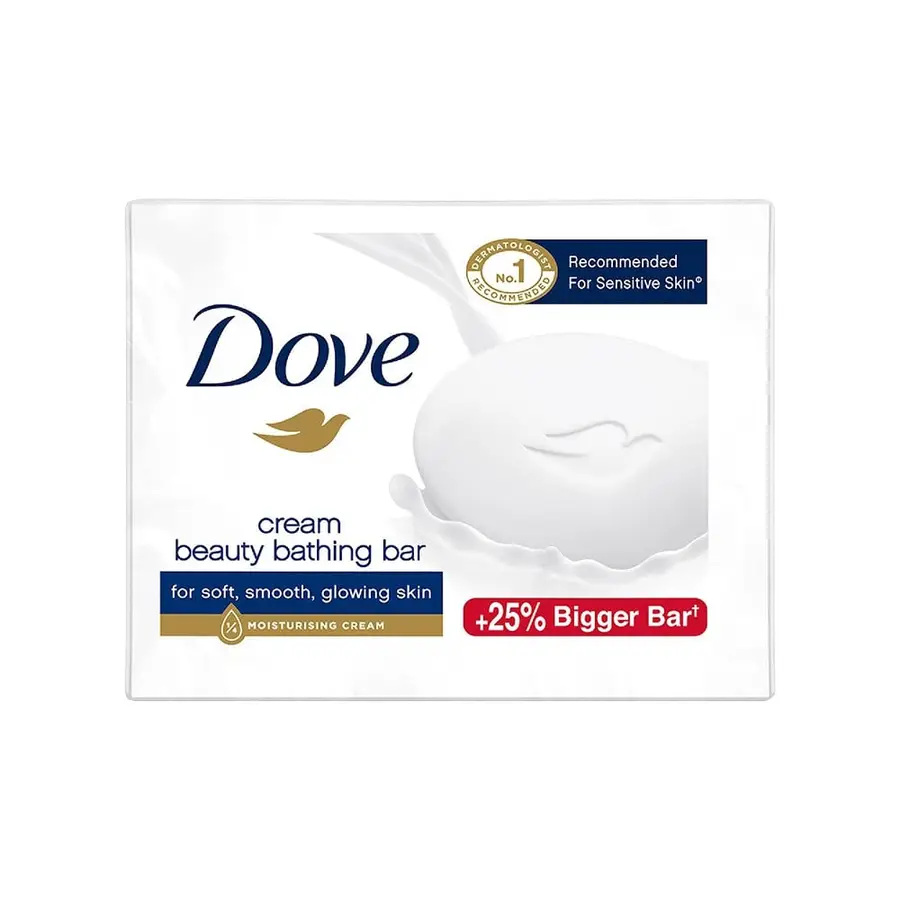 DERMATOLOGIST
No.1
RECOMMENDED
Recommended
For Sensitive Skin°
Dove
cream
beauty bathing bar
for soft, smooth, glowing skin
¼ MOISTURISING CREAM
+25% Bigger Bar†